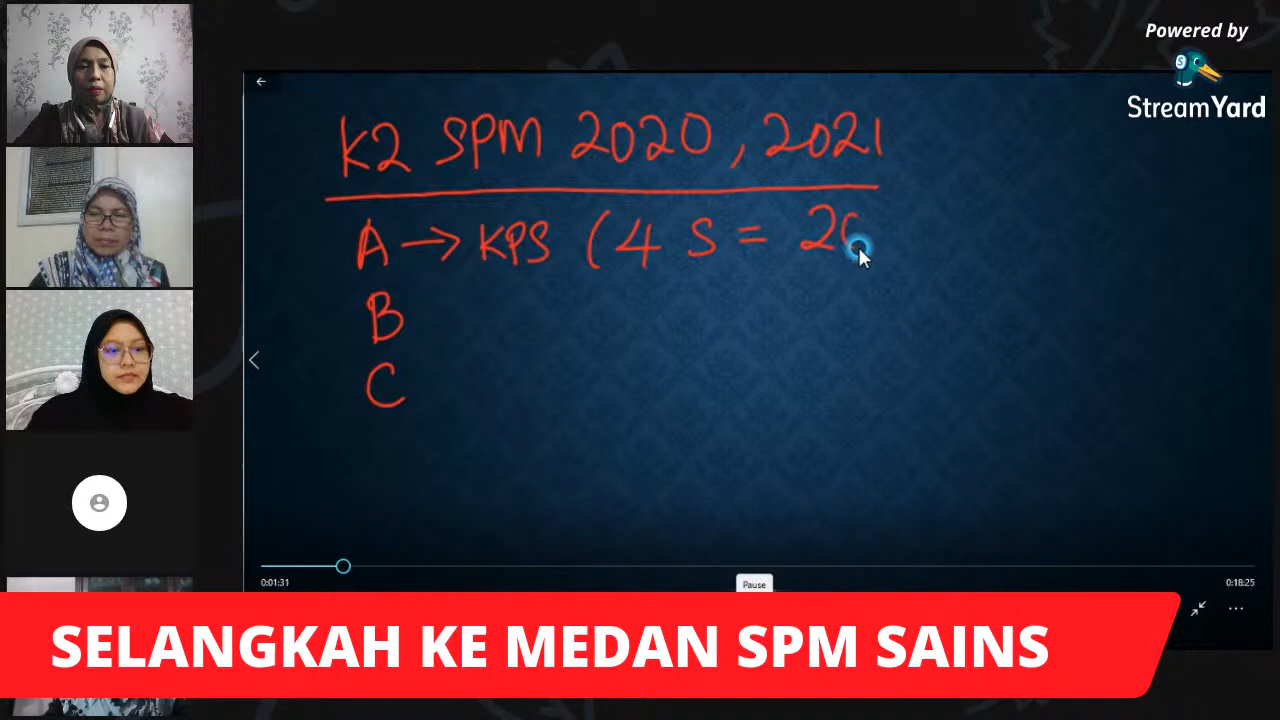 Powered by
StreamYard
K2 SPM 2020, 2021
A → KPS (4 S = 20
B
C
0:01:31
Pause
0:18:25
SELANGKAH KE MEDAN SPM SAINS